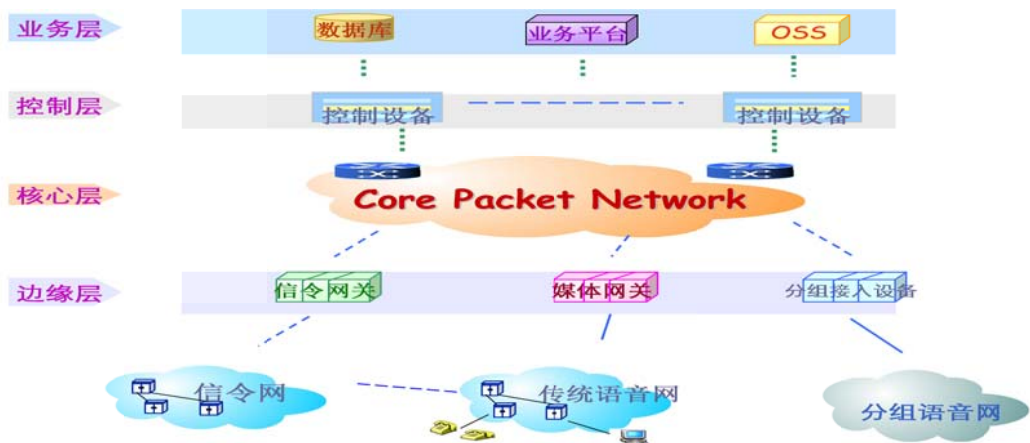 业务层
数据库
业务平台
OSS
控制层
控制设备
控制设备
核心层
Core Packet Network
边缘层
信令网关
媒体网关
分组接入设备
信令网
传统语音网
分组语音网